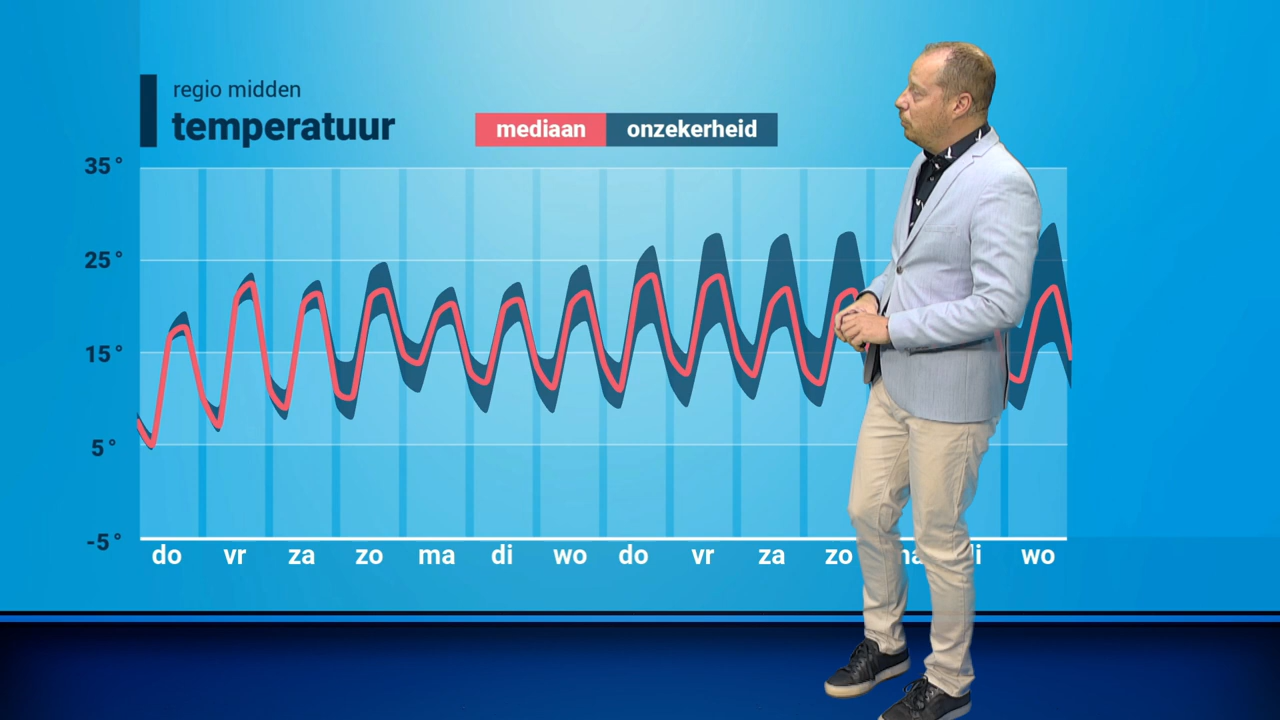 regio midden
temperatuur
mediaan onzekerheid
35°
25°
15°
5°
-5°
do vr za zo ma di wo do vr za zo wo